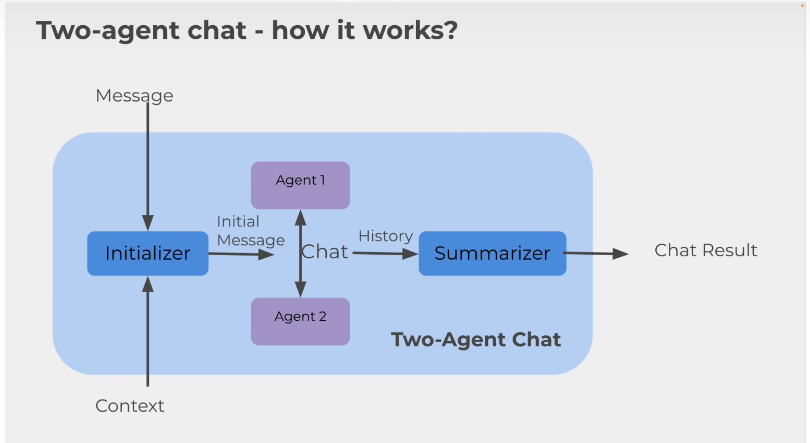 Two-agent chat - how it works?
Message
Agent 1
Initial
Message
Initializer
Chat
History
Summarizer
Chat Result
Agent 2
Two-Agent Chat
Context